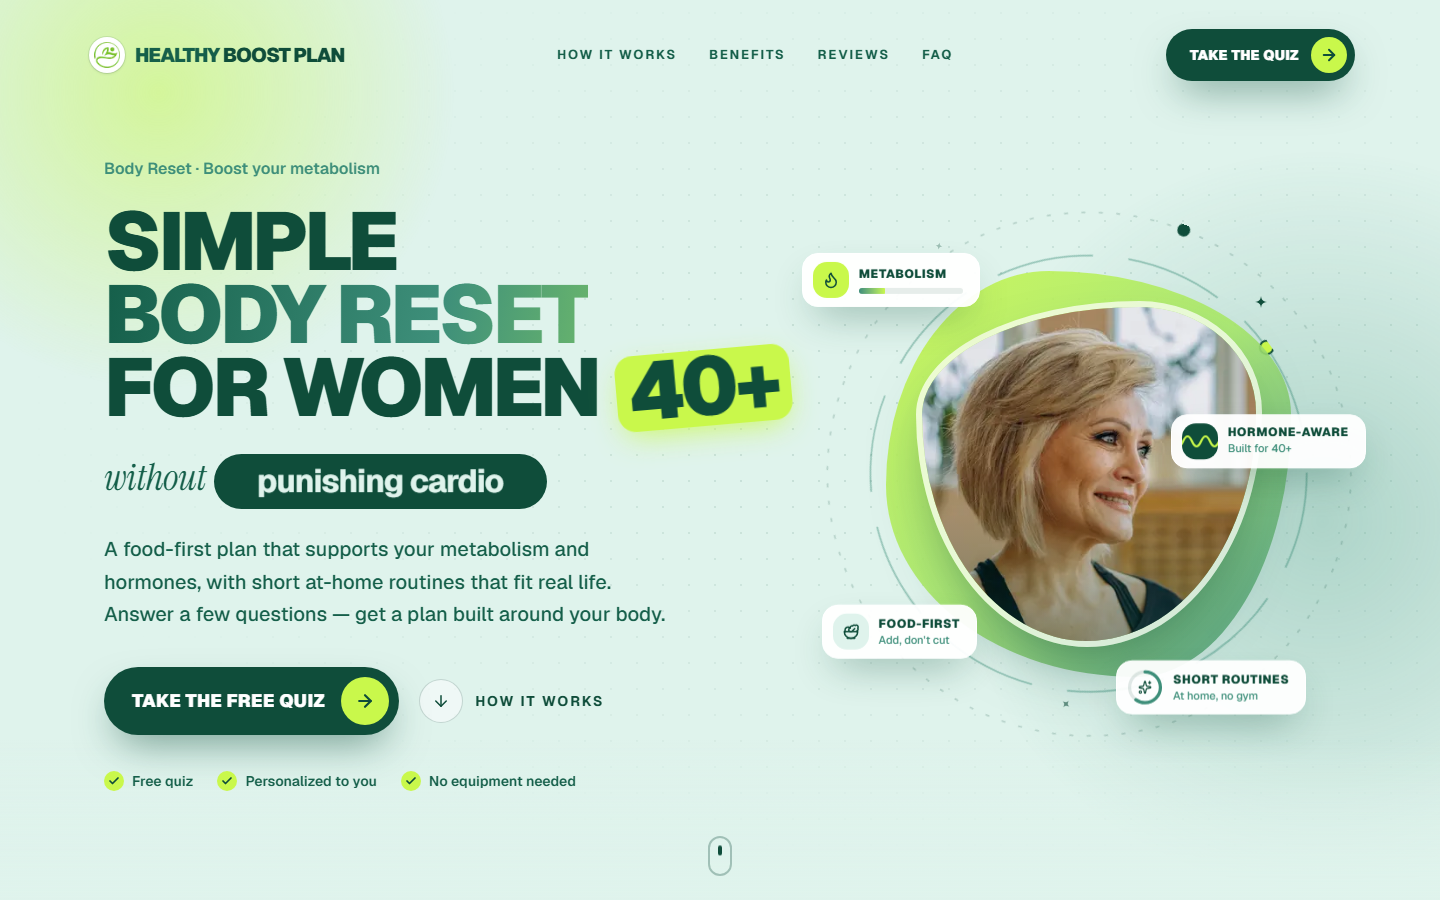 HEALTHY BOOST PLAN
HOW IT WORKS
BENEFITS
REVIEWS
FAQ
TAKE THE QUIZ
Body Reset · Boost your metabolism
SIMPLE
BODY RESET
FOR WOMEN 40+
without punishing cardio
A food-first plan that supports your metabolism and
hormones, with short at-home routines that fit real life.
Answer a few questions — get a plan built around your body.
TAKE THE FREE QUIZ
HOW IT WORKS
Free quiz
Personalized to you
No equipment needed
METABOLISM
HORMONE-AWARE
Built for 40+
FOOD-FIRST
Add, don't cut
SHORT ROUTINES
At home, no gym